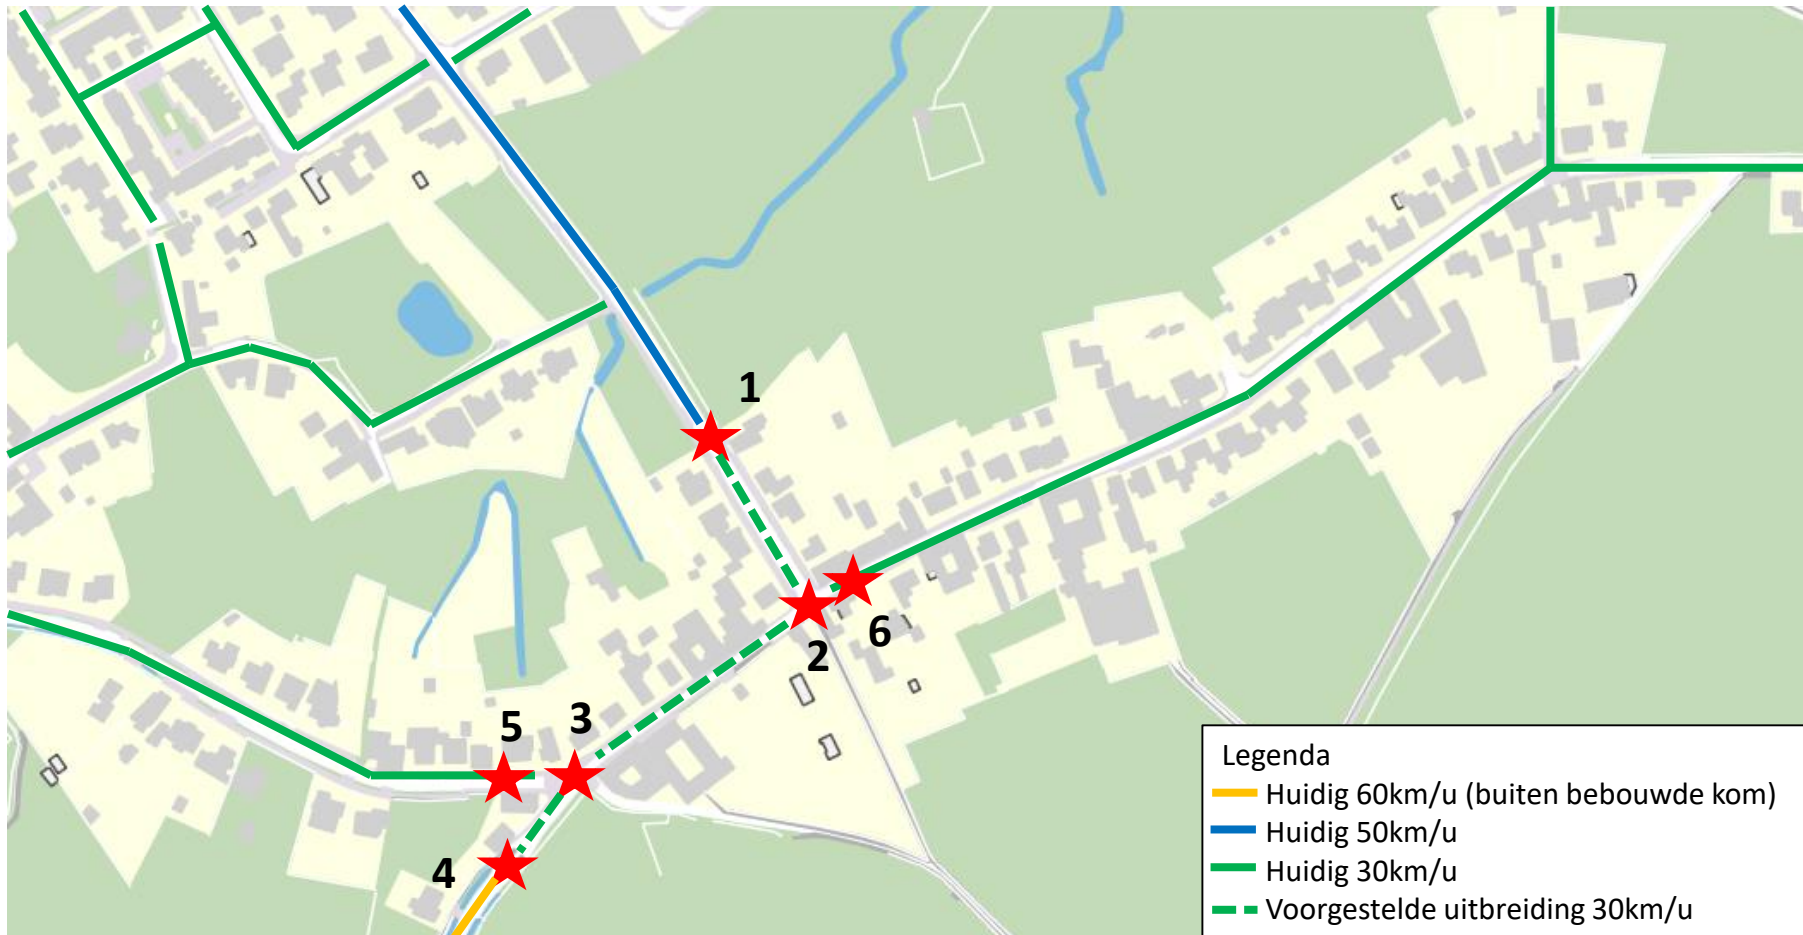 1
6
2
3
5
4
Legenda
Huidig 60km/u (buiten bebouwde kom)
Huidig 50km/u
Huidig 30km/u
Voorgestelde uitbreiding 30km/u